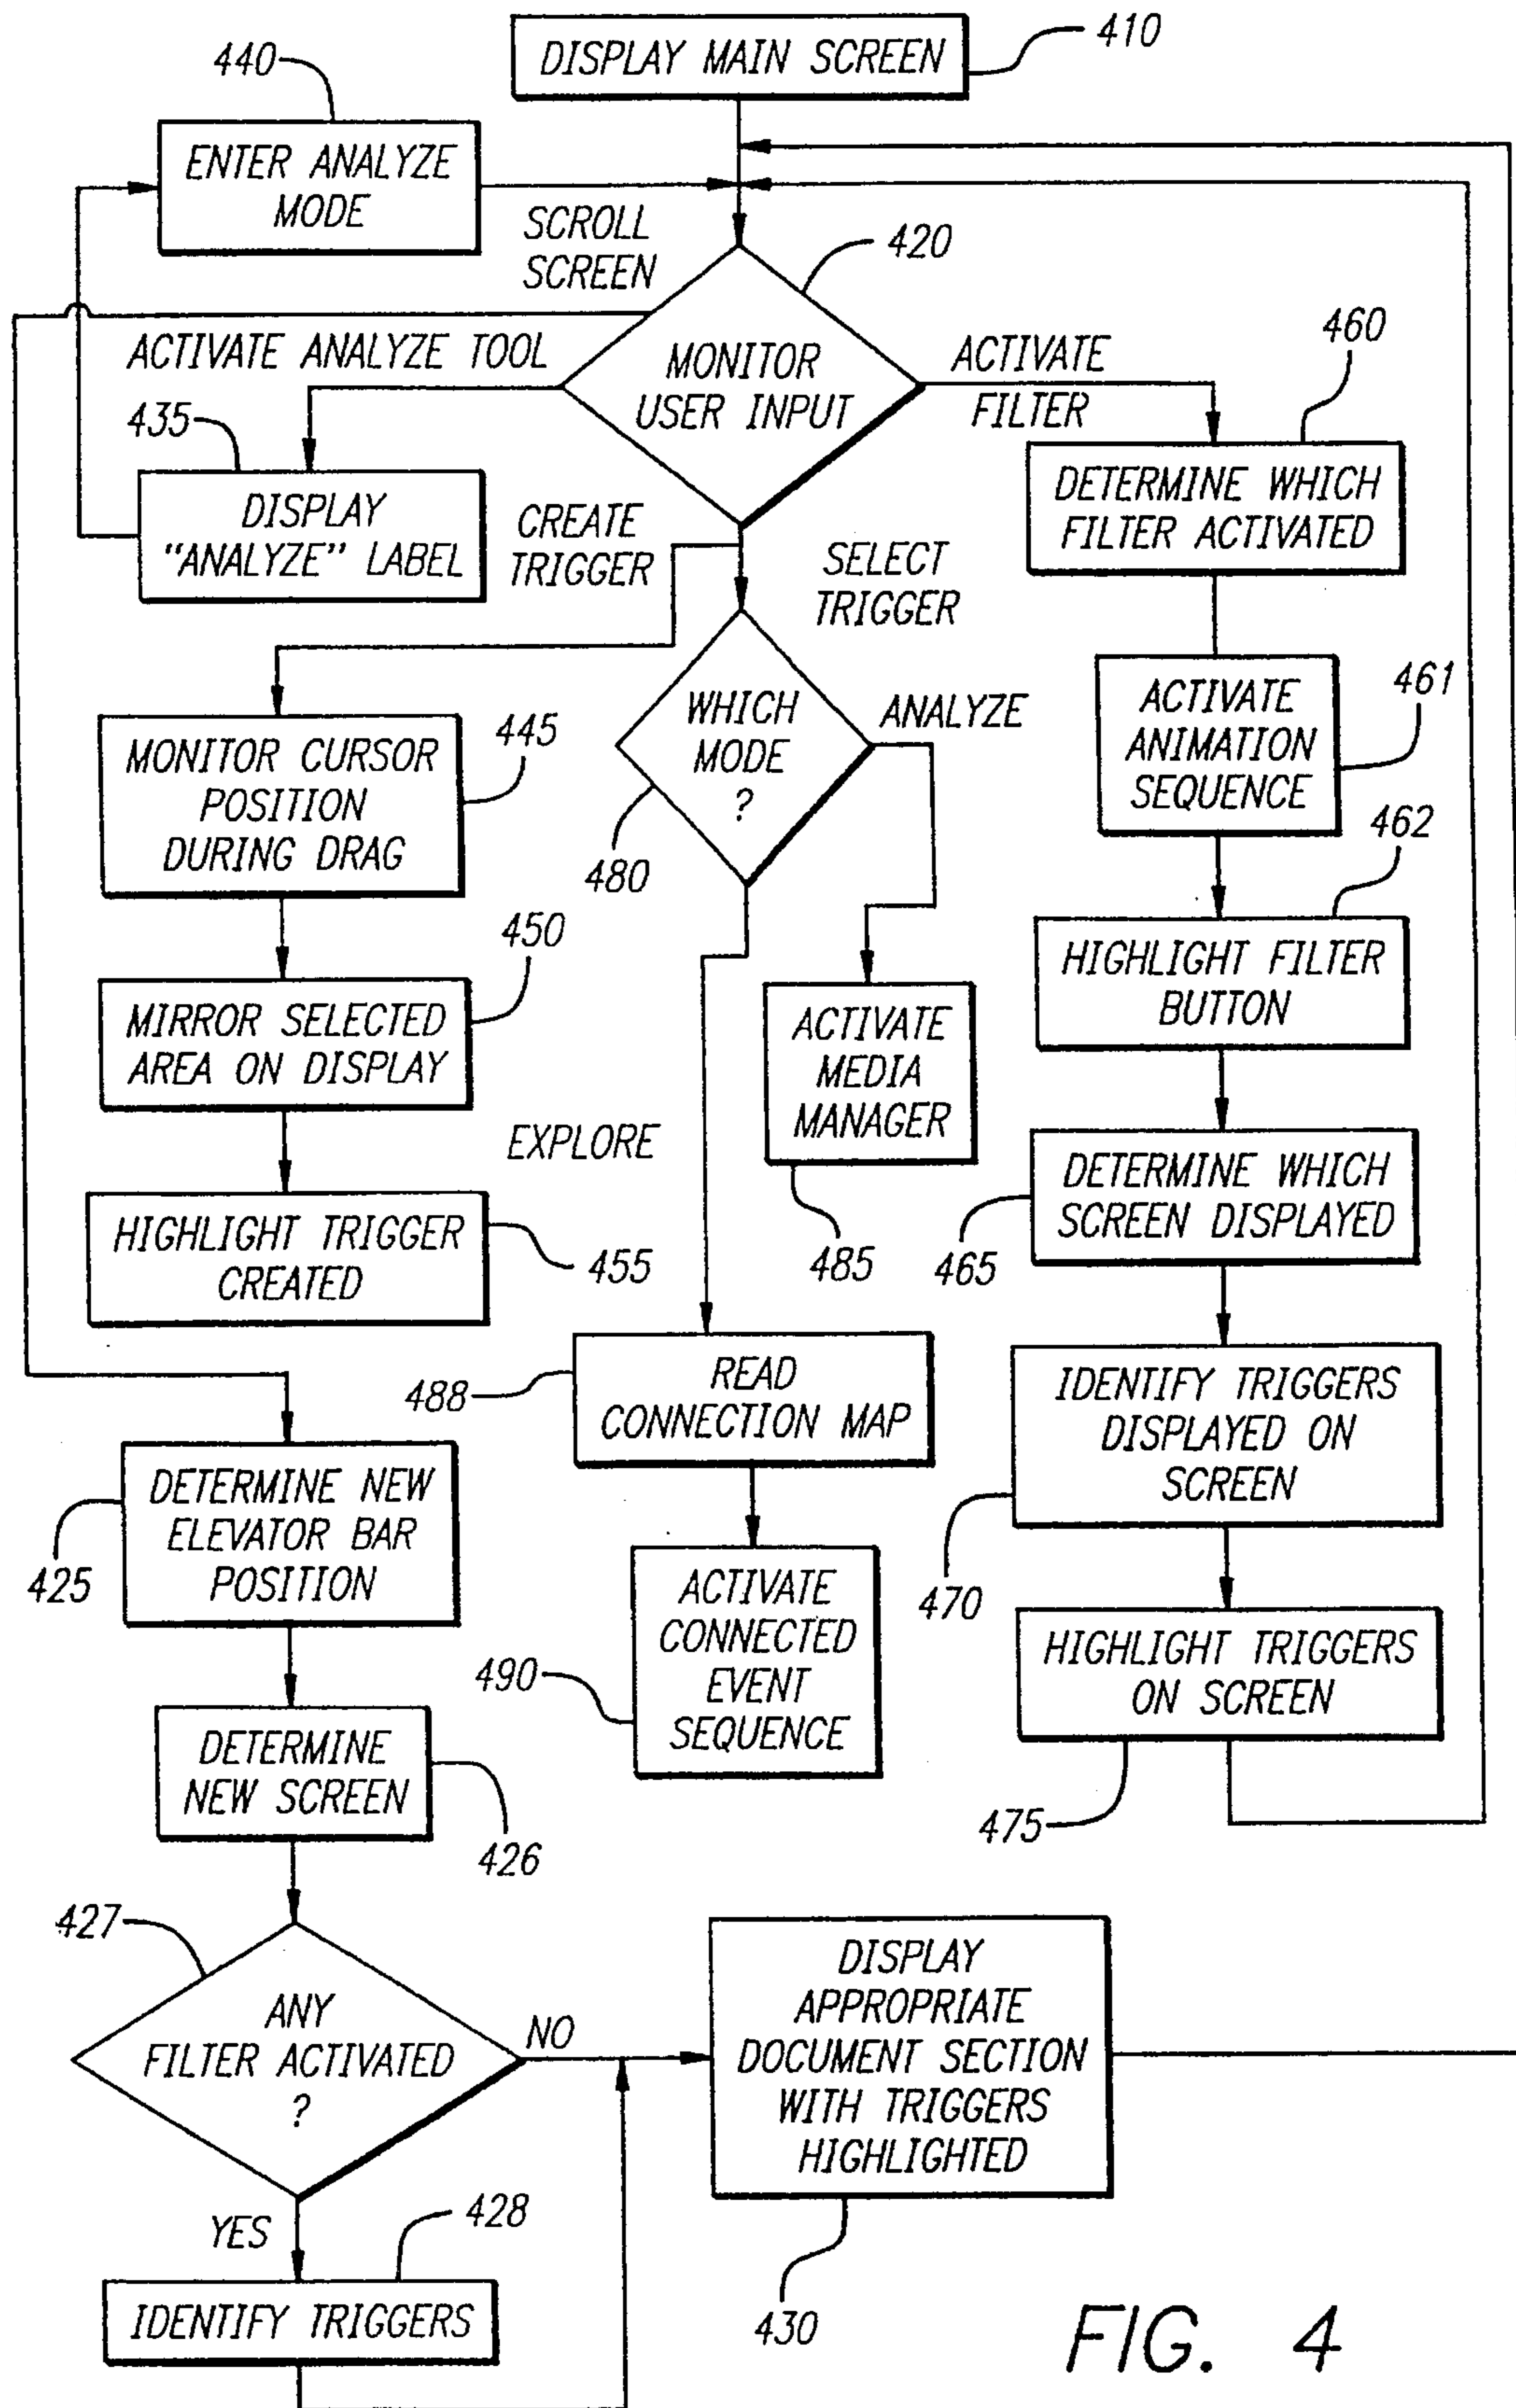 DISPLAY MAIN SCREEN
410
440
ENTER ANALYZE
MODE
SCROLL
SCREEN
420
ACTIVATE ANALYZE TOOL
MONITOR
USER INPUT
ACTIVATE
FILTER
460
435
DISPLAY
"ANALYZE" LABEL
DETERMINE WHICH
FILTER ACTIVATED
CREATE
TRIGGER
SELECT
TRIGGER
WHICH
MODE
?
480
ANALYZE
ACTIVATE
ANIMATION
SEQUENCE
461
MONITOR CURSOR
POSITION
DURING DRAG
445
462
HIGHLIGHT FILTER
BUTTON
450
MIRROR SELECTED
AREA ON DISPLAY
ACTIVATE
MEDIA
MANAGER
485
EXPLORE
DETERMINE WHICH
SCREEN DISPLAYED
465
HIGHLIGHT TRIGGER
CREATED
455
488
READ
CONNECTION MAP
IDENTIFY TRIGGERS
DISPLAYED ON
SCREEN
470
DETERMINE NEW
ELEVATOR BAR
POSITION
425
ACTIVATE
CONNECTED
EVENT
SEQUENCE
490
HIGHLIGHT TRIGGERS
ON SCREEN
475
DETERMINE
NEW SCREEN
426
427
ANY
FILTER ACTIVATED
?
NO
DISPLAY
APPROPRIATE
DOCUMENT SECTION
WITH TRIGGERS
HIGHLIGHTED
430
YES
428
IDENTIFY TRIGGERS
FIG. 4